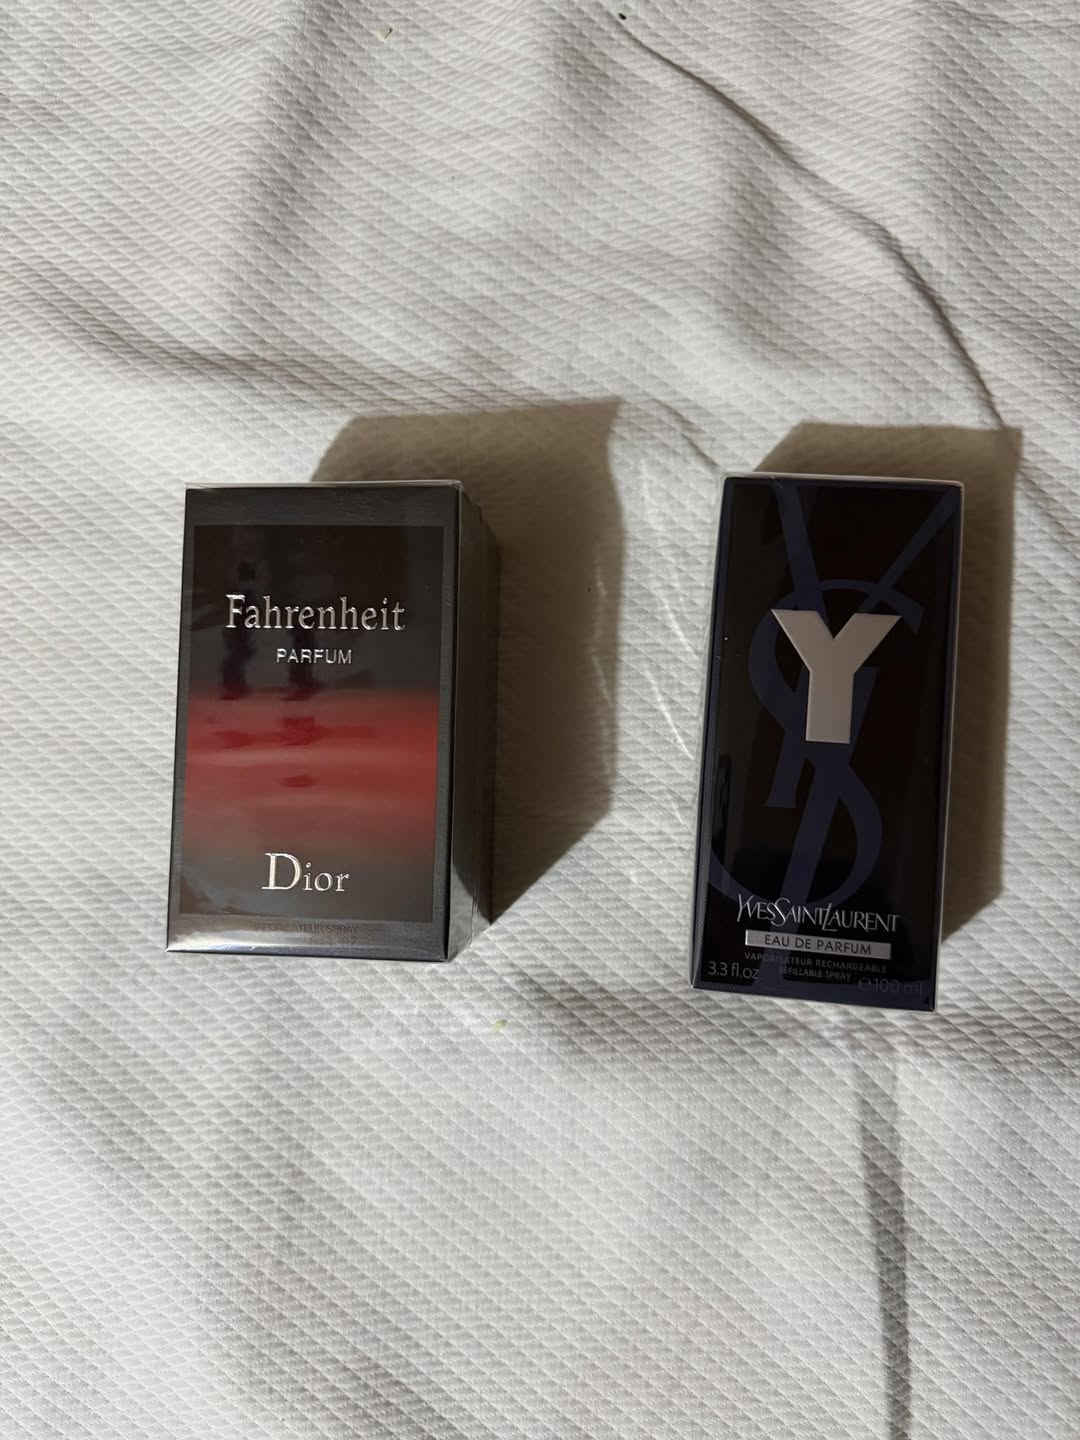 Fahrenheit
PARFUM
Dior
Y
YVESSAINTLAURENT
EAU DE PARFUM
VAPORISATEUR RECHARGEABLE
REFILLABLE SPRAY
3.3 fl.oz
℮100 ml